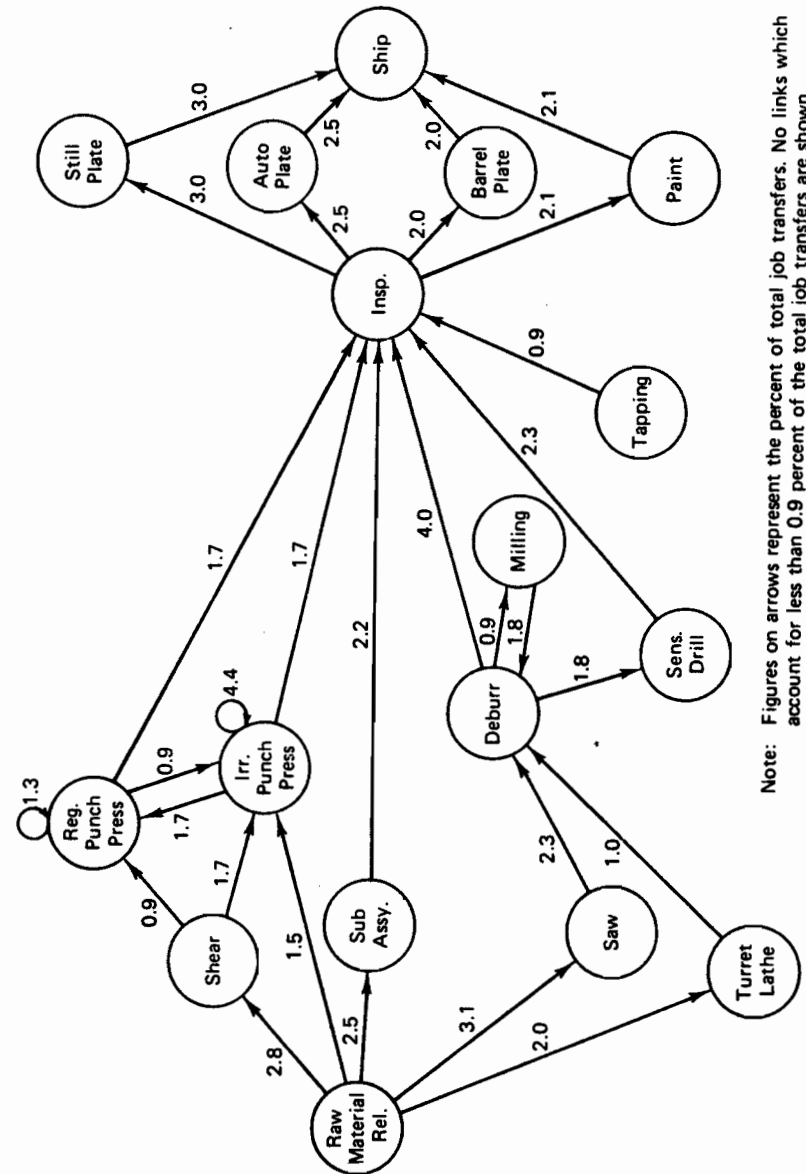 Raw
Material
Rel.
2.8
1.5
2.5
3.1
2.0
Shear
0.9
1.7
Sub
Assy.
Saw
Turret
Lathe
2.3
1.0
Reg.
Punch
Press
1.3
1.7
0.9
Irr.
Punch
Press
4.4
Deburr
0.9
1.8
Milling
1.8
Sens.
Drill
1.7
1.7
2.2
4.0
2.3
Tapping
0.9
Insp.
3.0
2.5
2.0
2.1
Still
Plate
Auto
Plate
Barrel
Plate
Paint
3.0
2.5
2.0
2.1
Ship
Note: Figures on arrows represent the percent of total job transfers. No links which
account for less than 0.9 percent of the total job transfers are shown